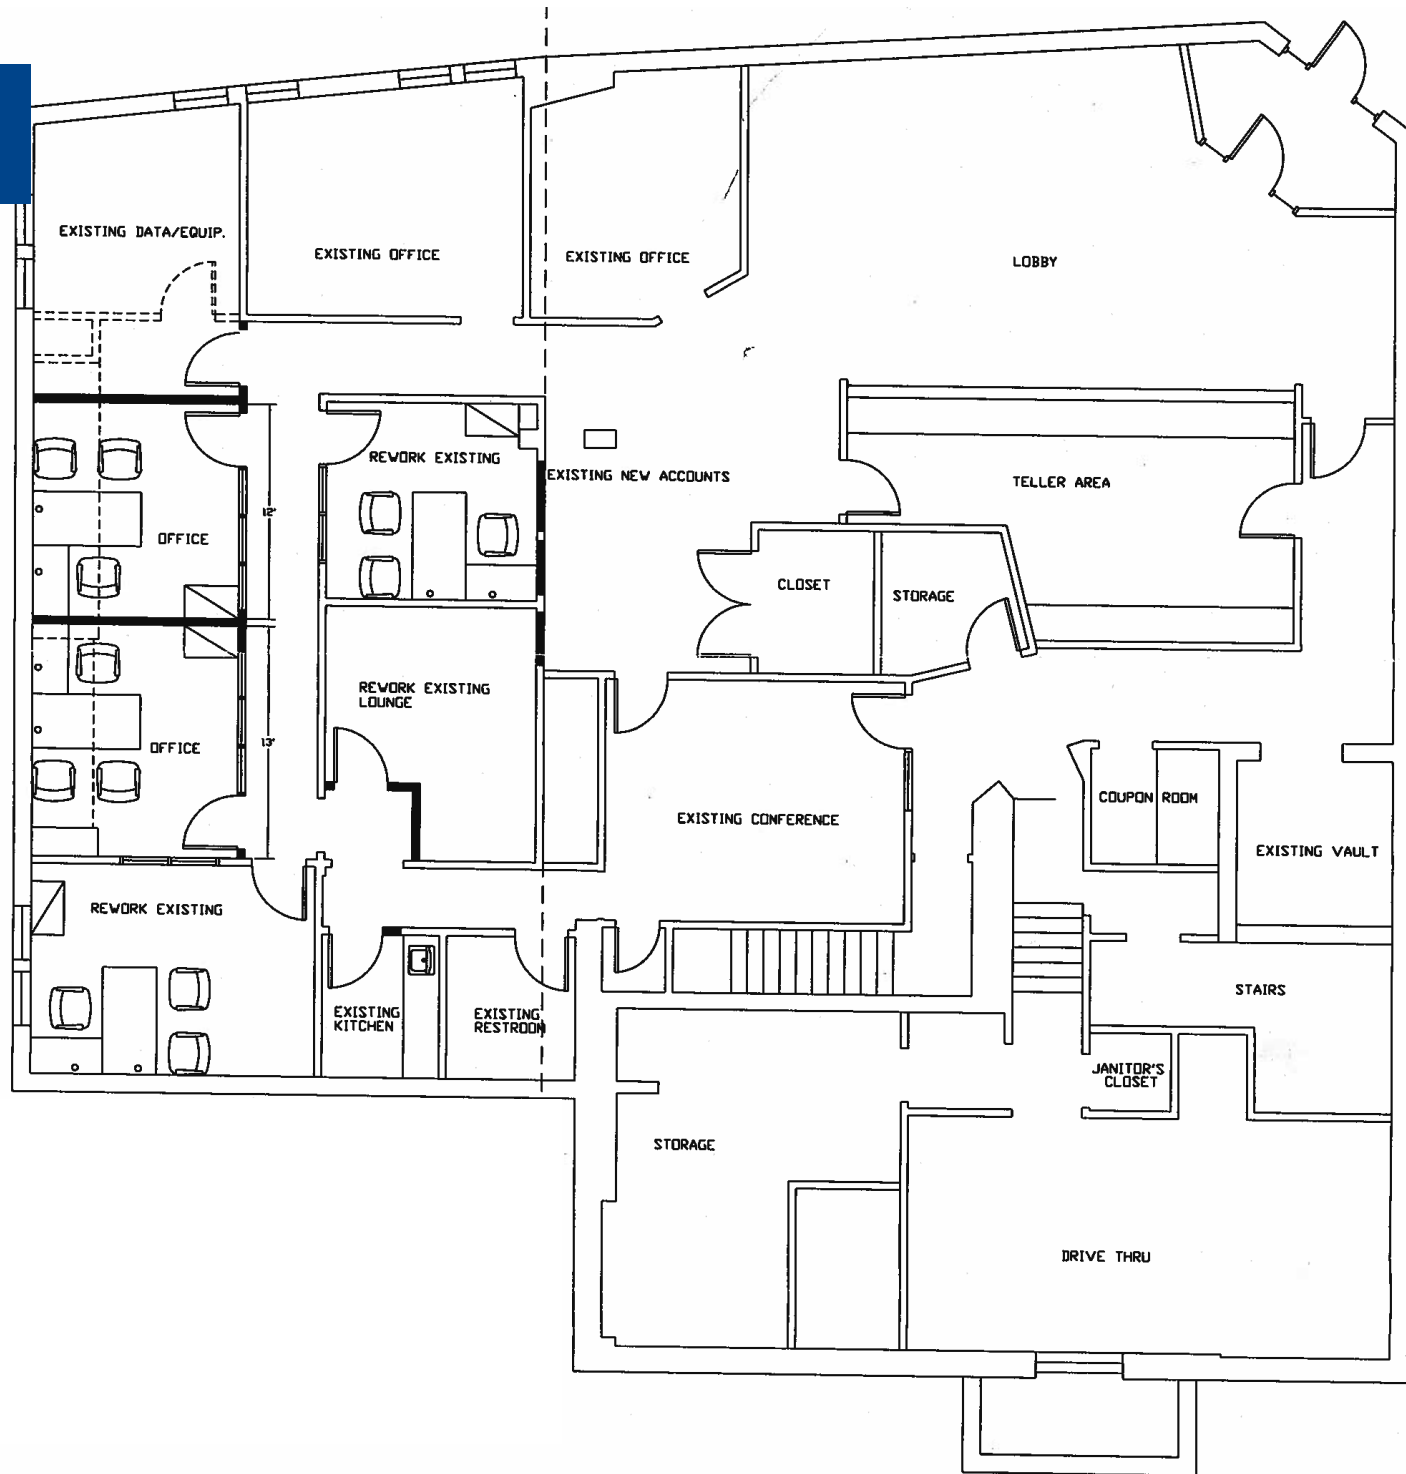 EXISTING DATA/EQUIP.
EXISTING OFFICE
EXISTING OFFICE
LOBBY
REWORK EXISTING
EXISTING NEW ACCOUNTS
TELLER AREA
12'
OFFICE
CLOSET
STORAGE
REWORK EXISTING
LOUNGE
13'
OFFICE
EXISTING CONFERENCE
COUPON ROOM
EXISTING VAULT
REWORK EXISTING
STAIRS
EXISTING
KITCHEN
EXISTING
RESTROOM
JANITOR'S
CLOSET
STORAGE
DRIVE THRU